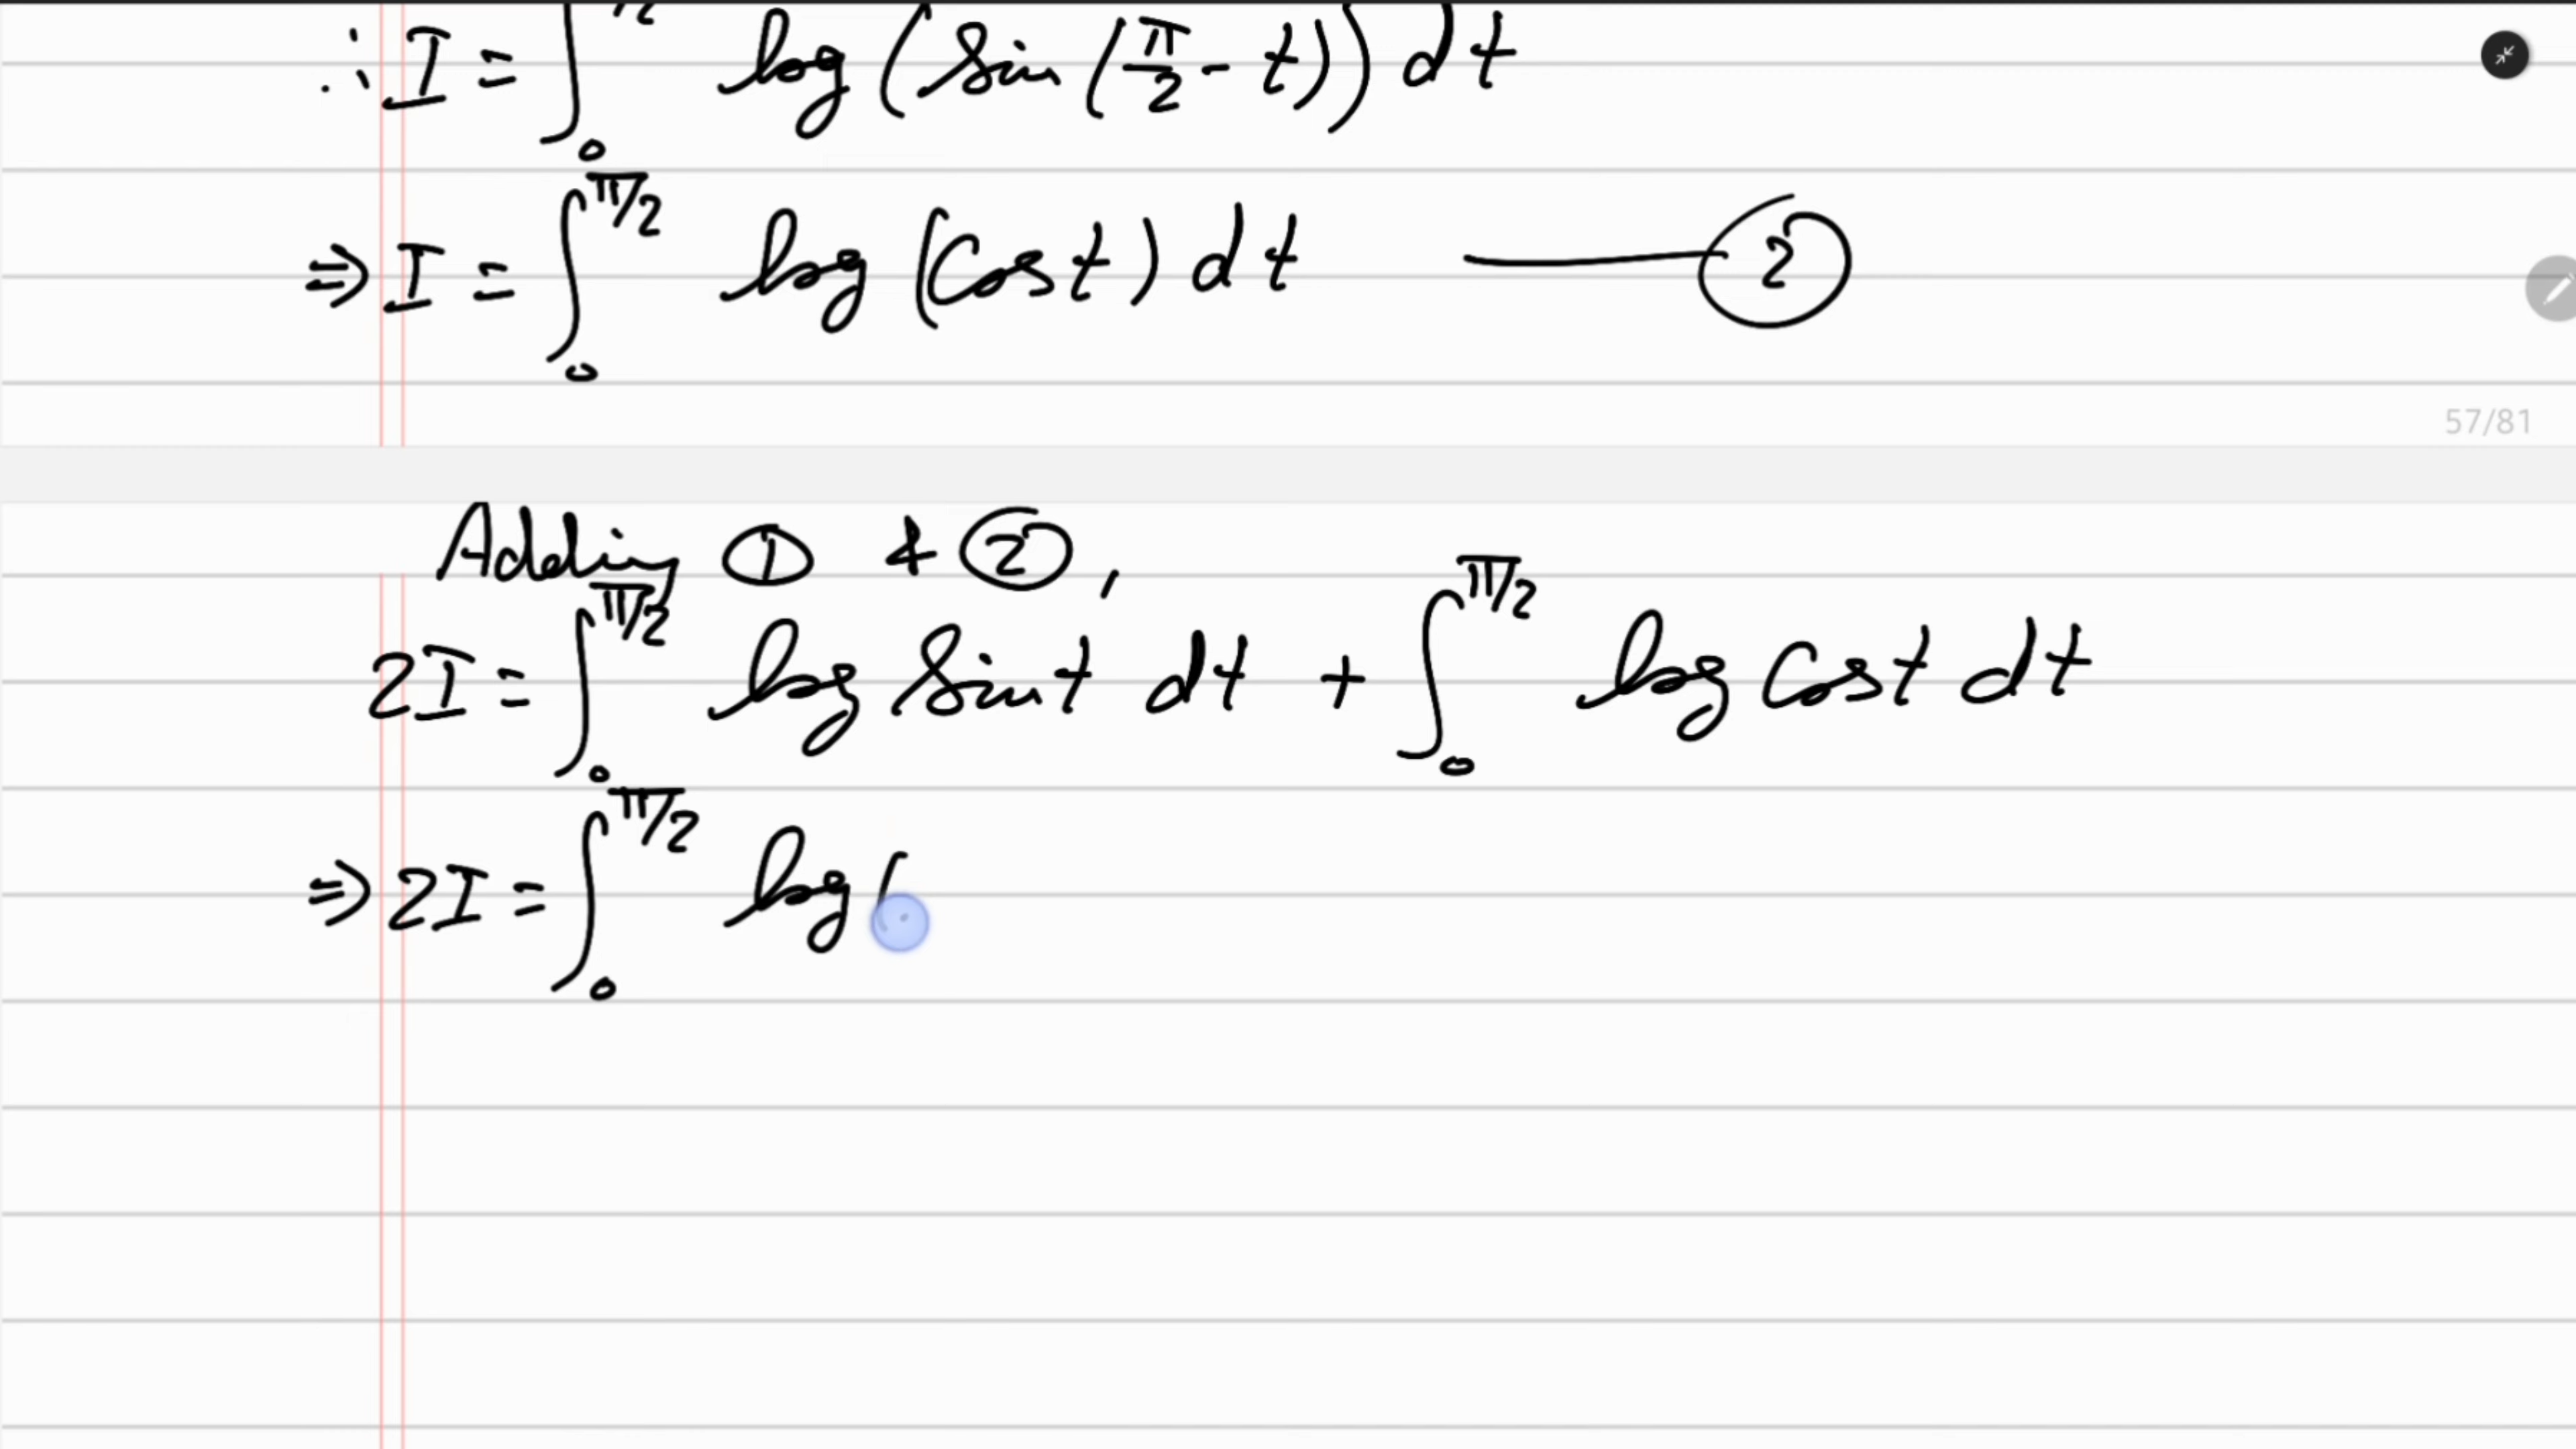 ∴ I = ∫₀^π/2 log (Sin (π/2 - t)) dt
⇒ I = ∫₀^π/2 log (Cos t) dt —— ②
57/81
Adding ① & ②,
2I = ∫₀^π/2 log Sin t dt + ∫₀^π/2 log Cos t dt
⇒ 2I = ∫₀^π/2 log (